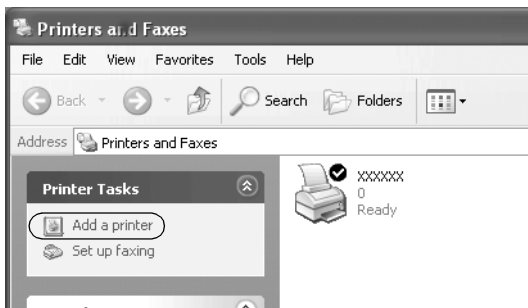 Printers and Faxes
File Edit View Favorites Tools Help
Back Search Folders
Address Printers and Faxes
Printer Tasks
Add a printer
Set up faxing
xxxxxx
0
Ready